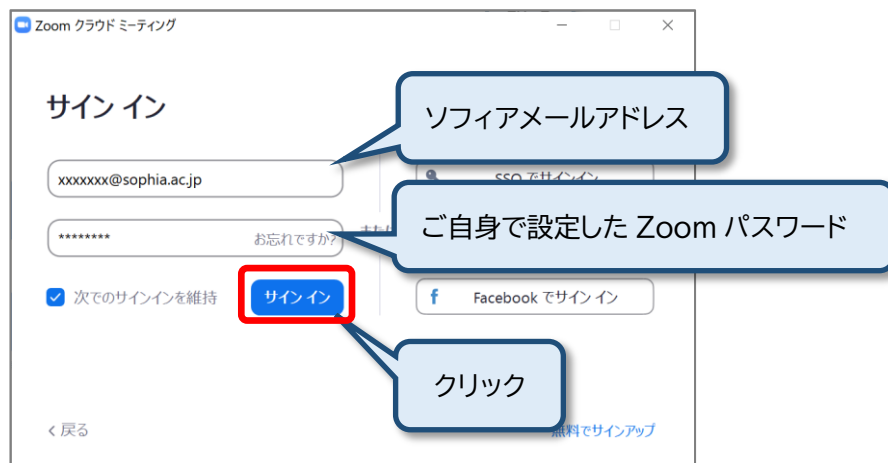 Zoom クラウド ミーティング
サイン イン
ソフィアメールアドレス
xxxxxxx@sophia.ac.jp
SSO でサインイン
ご自身で設定した Zoom パスワード
********
お忘れですか?
または
次でのサインインを維持
サイン イン
f
Facebook でサイン イン
クリック
< 戻る
無料でサインアップ